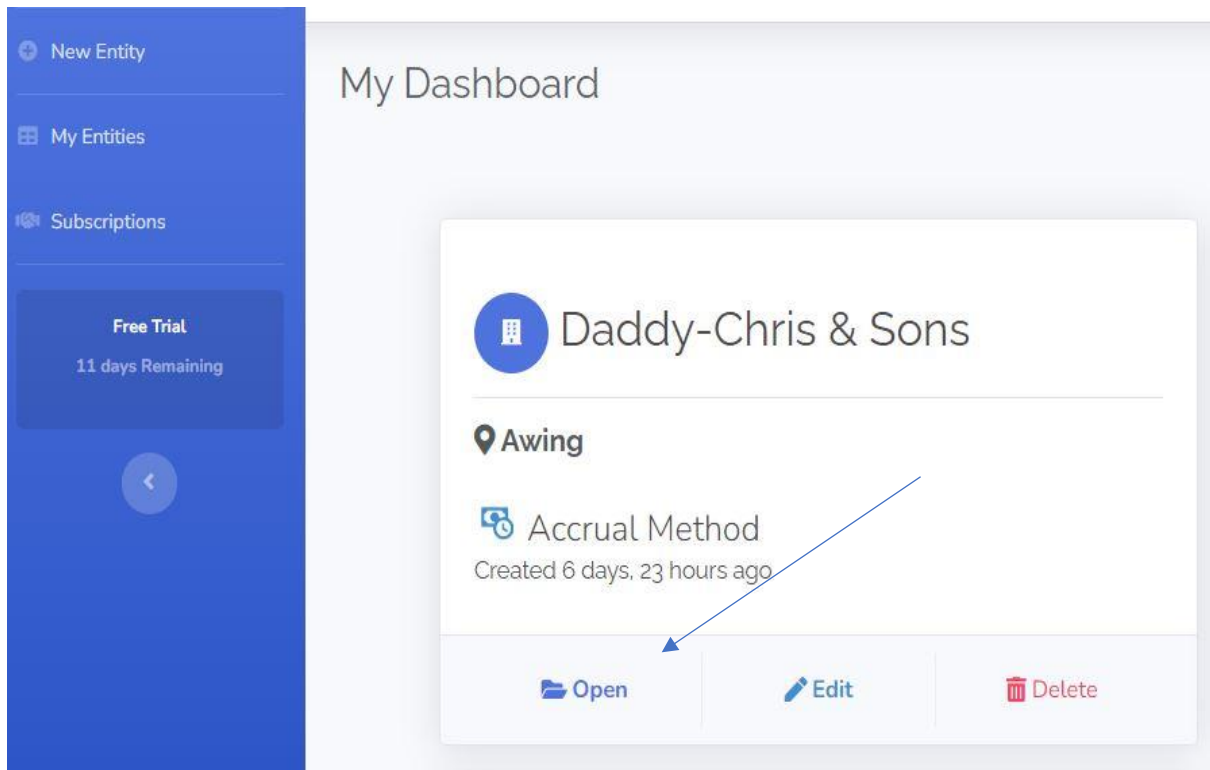 New Entity
My Entities
Subscriptions
Free Trial
11 days Remaining
My Dashboard
Daddy-Chris & Sons
Awing
Accrual Method
Created 6 days, 23 hours ago
Open
Edit
Delete